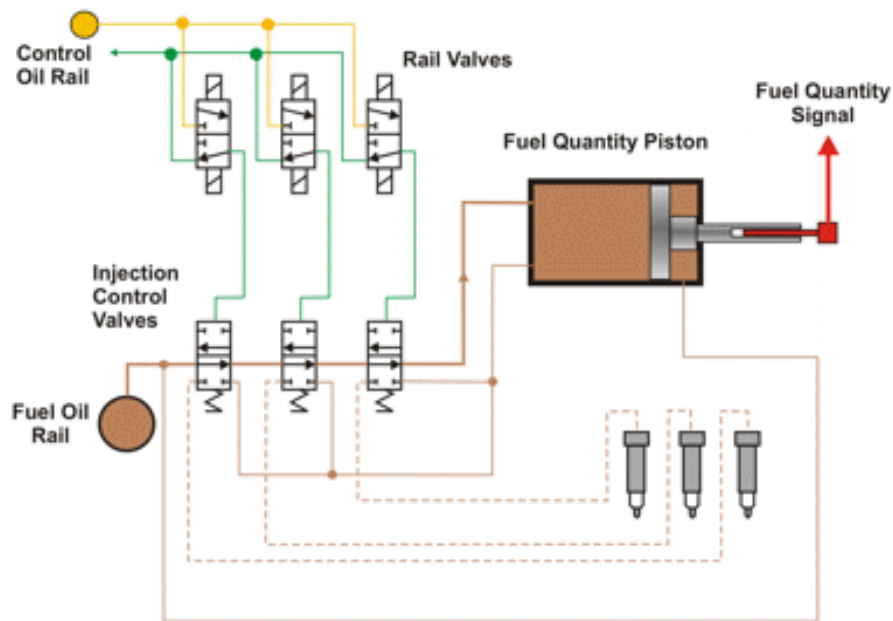 Control
Oil Rail
Rail Valves
Fuel Quantity
Signal
Fuel Quantity Piston
Injection
Control
Valves
Fuel Oil
Rail